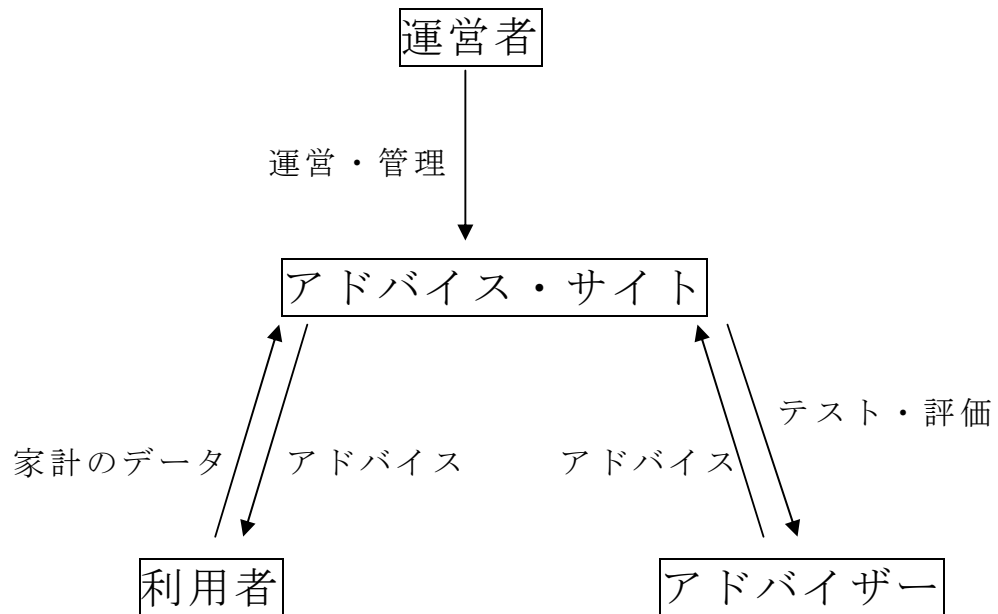 運営者
運営・管理
アドバイス・サイト
テスト・評価
家計のデータ
アドバイス
アドバイス
利用者
アドバイザー